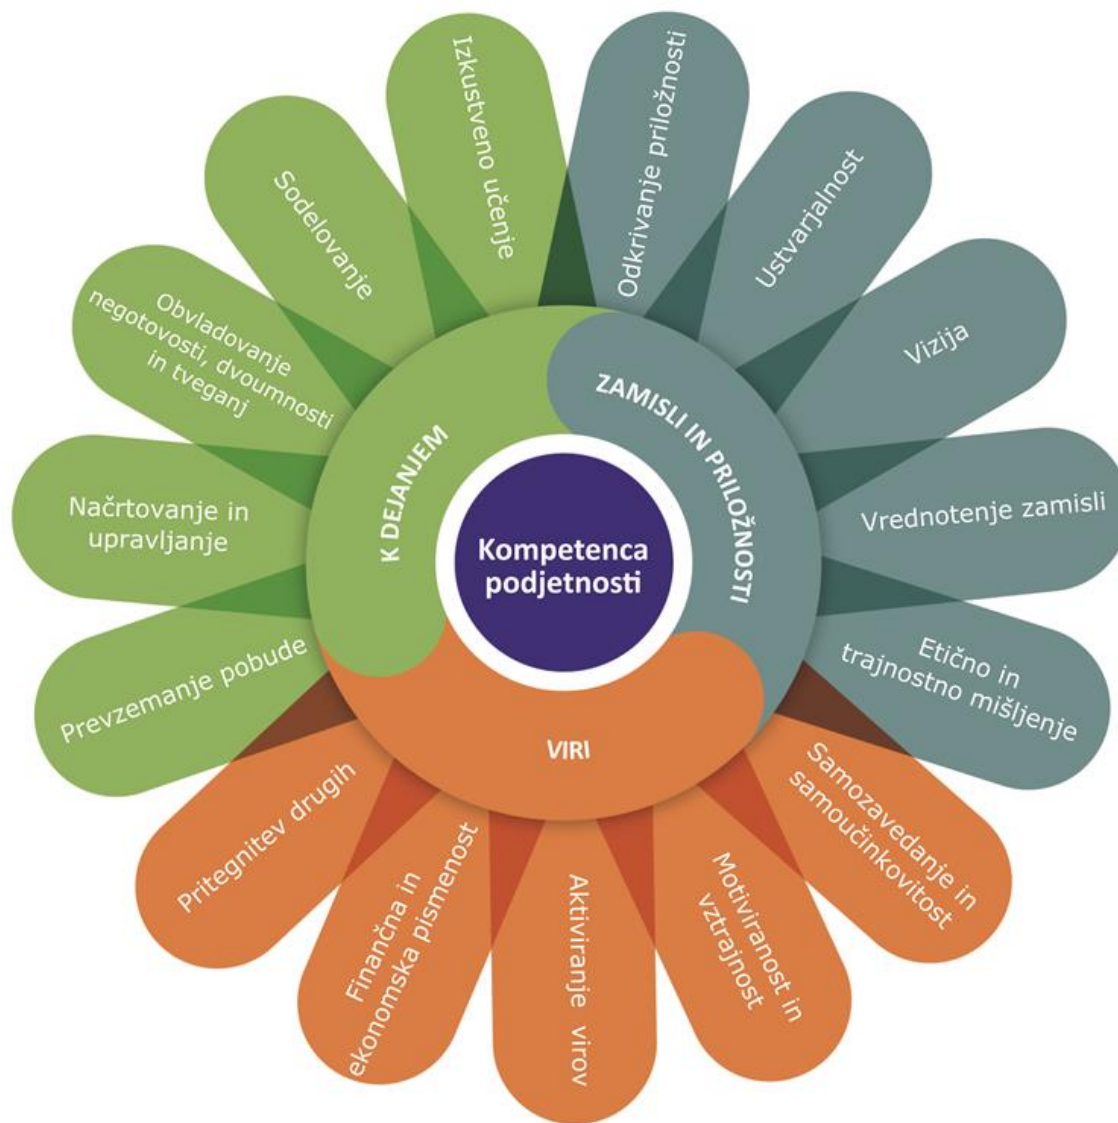 Kompetenca
podjetnosti
ZAMISLI IN PRILOŽNOSTI
Odkrivanje priložnosti
Ustvarjalnost
Vizija
Vrednotenje zamisli
Etično in
trajnostno mišljenje
VIRI
Samozavedanje in
samoučinkovitost
Motiviranost in
vztrajnost
Aktiviranje virov
Finančna in
ekonomska pismenost
Pritegnitev drugih
K DEJANJEM
Prevzemanje pobude
Načrtovanje in
upravljanje
Obvladovanje
negotovosti, dvoumnosti
in tveganj
Sodelovanje
Izkustveno učenje